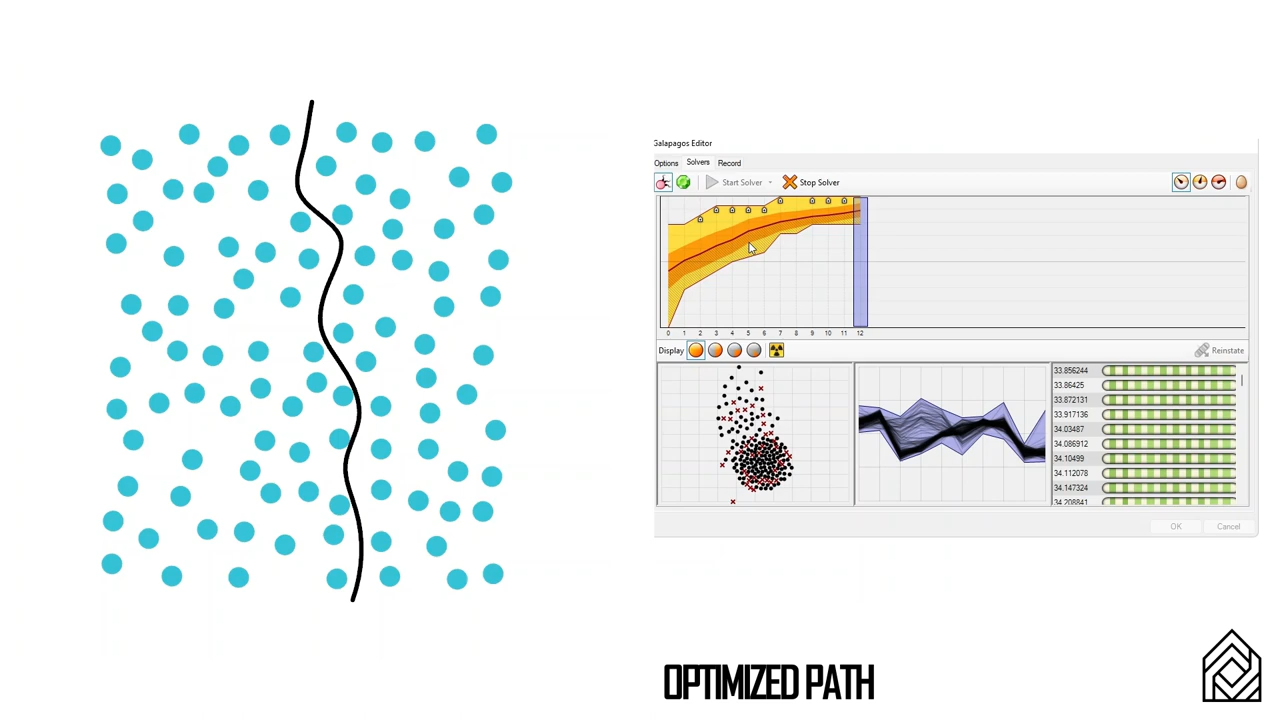 Galapagos Editor
Options Solvers Record
Start Solver Stop Solver
0 1 2 3 4 5 6 7 8 9 10 11 12
Display Reinstate
33.856244
33.86425
33.872131
33.917136
34.03487
34.086912
34.10499
34.112078
34.147324
34.208841
OK Cancel
OPTIMIZED PATH